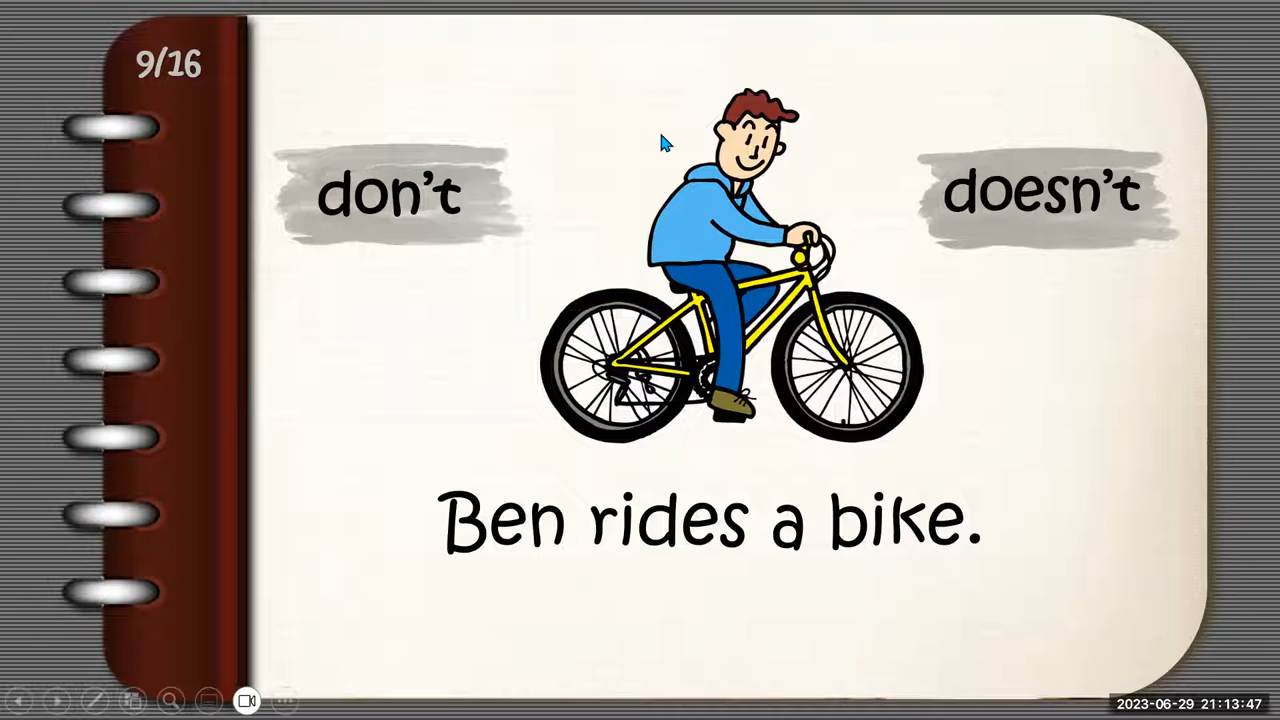 9/16
don't
doesn't
Ben rides a bike.
2023-06-29 21:13:47